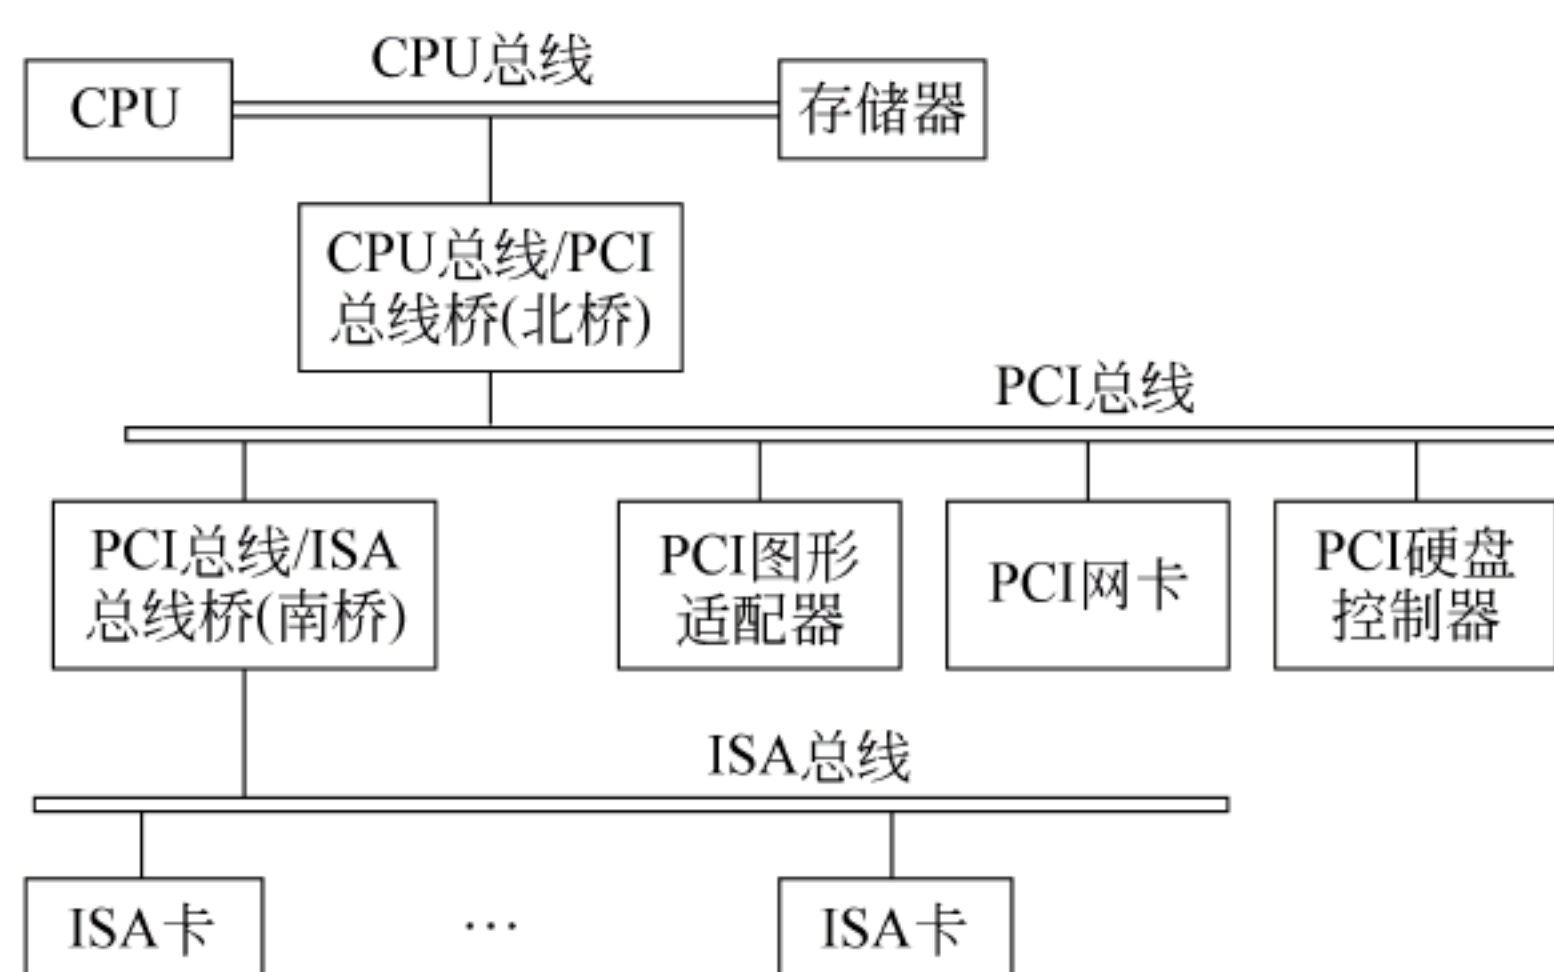 CPU总线
CPU
存储器
CPU总线/PCI
总线桥(北桥)
PCI总线
PCI总线/ISA
总线桥(南桥)
PCI图形
适配器
PCI网卡
PCI硬盘
控制器
ISA总线
ISA卡
…
ISA卡